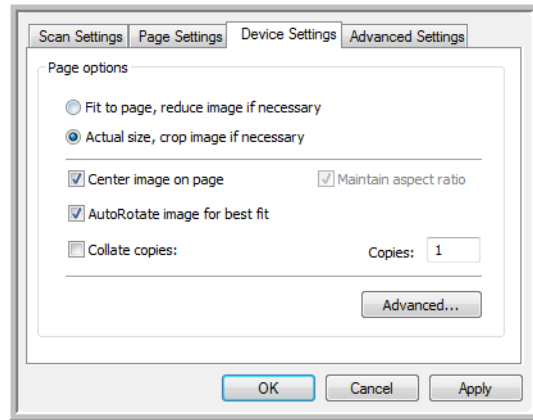 Scan Settings Page Settings Device Settings Advanced Settings
Page options
Fit to page, reduce image if necessary
Actual size, crop image if necessary
Center image on page Maintain aspect ratio
AutoRotate image for best fit
Collate copies: Copies: 1
Advanced...
OK Cancel Apply